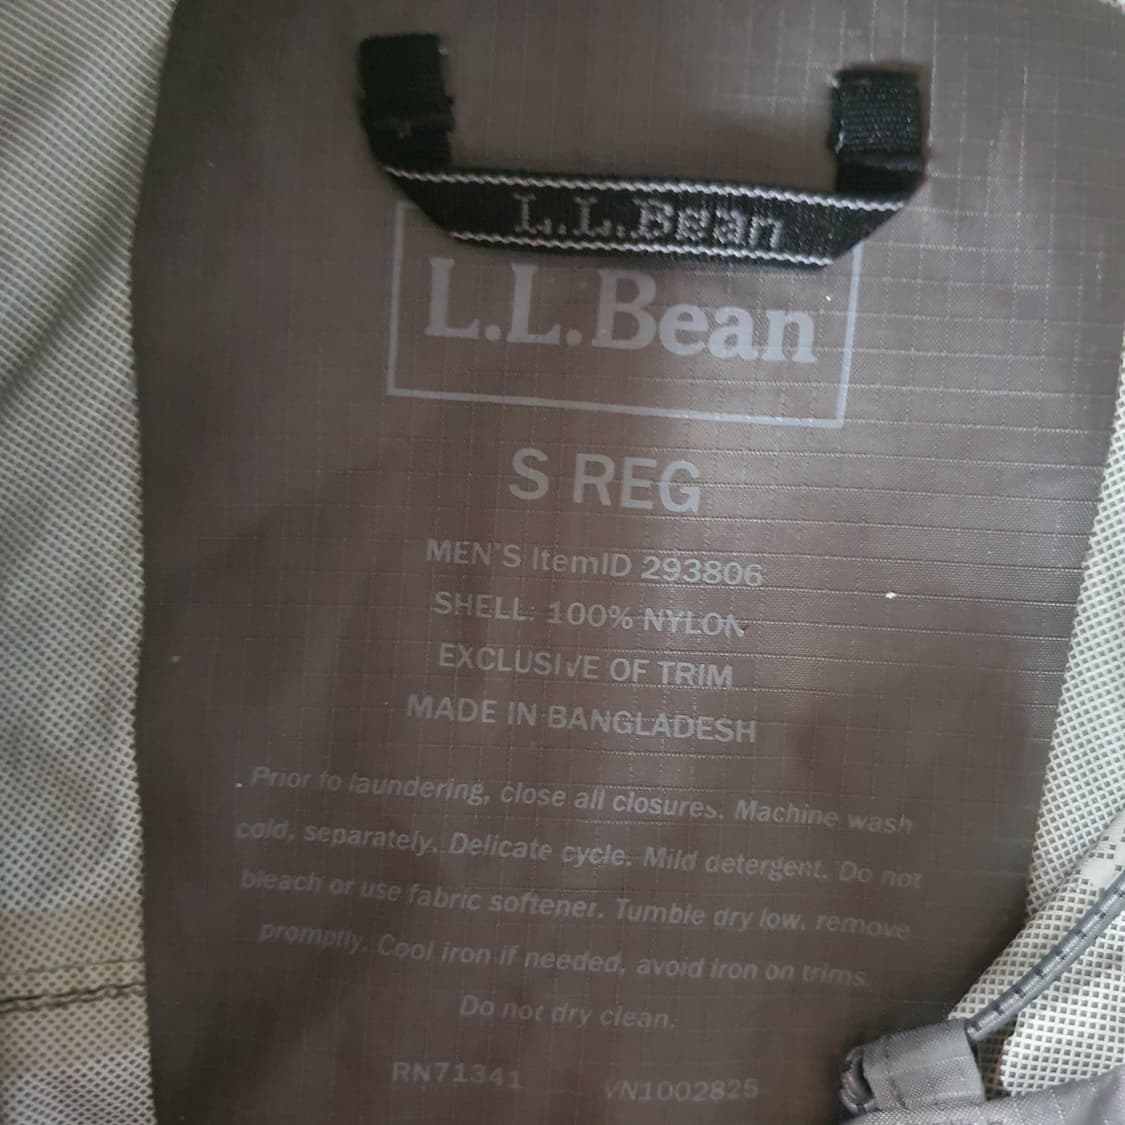 L.L.Bean
L.L.Bean
S REG
MEN'S ItemID 293806
SHELL: 100% NYLON
EXCLUSIVE OF TRIM
MADE IN BANGLADESH
Prior to laundering, close all closures. Machine wash
cold, separately. Delicate cycle. Mild detergent. Do not
bleach or use fabric softener. Tumble dry low, remove
promptly. Cool iron if needed, avoid iron on trims.
Do not dry clean.
RN71341 VN1002825